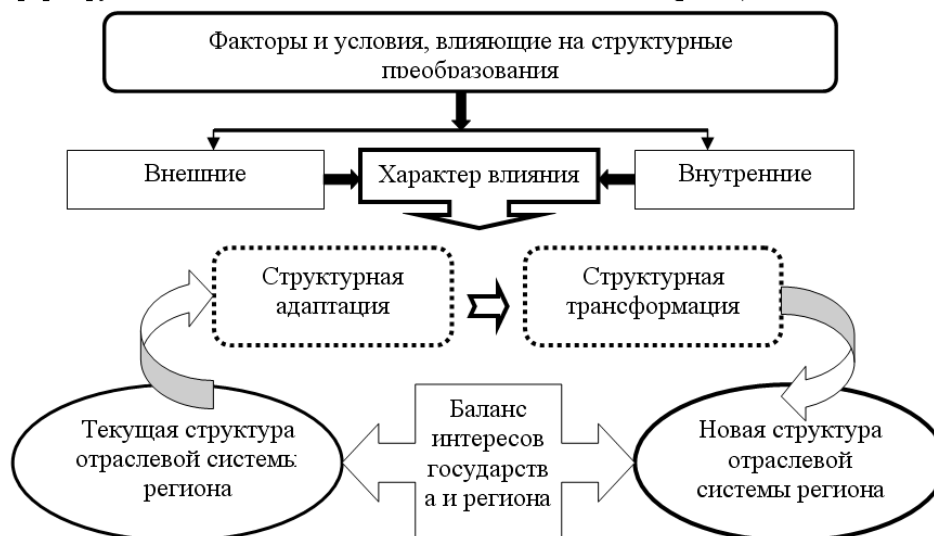 Факторы и условия, влияющие на структурные
преобразования
Внешние
Характер влияния
Внутренние
Структурная
адаптация
Структурная
трансформация
Текущая структура
отраслевой системы
региона
Баланс
интересов
государств
а и региона
Новая структура
отраслевой
системы региона